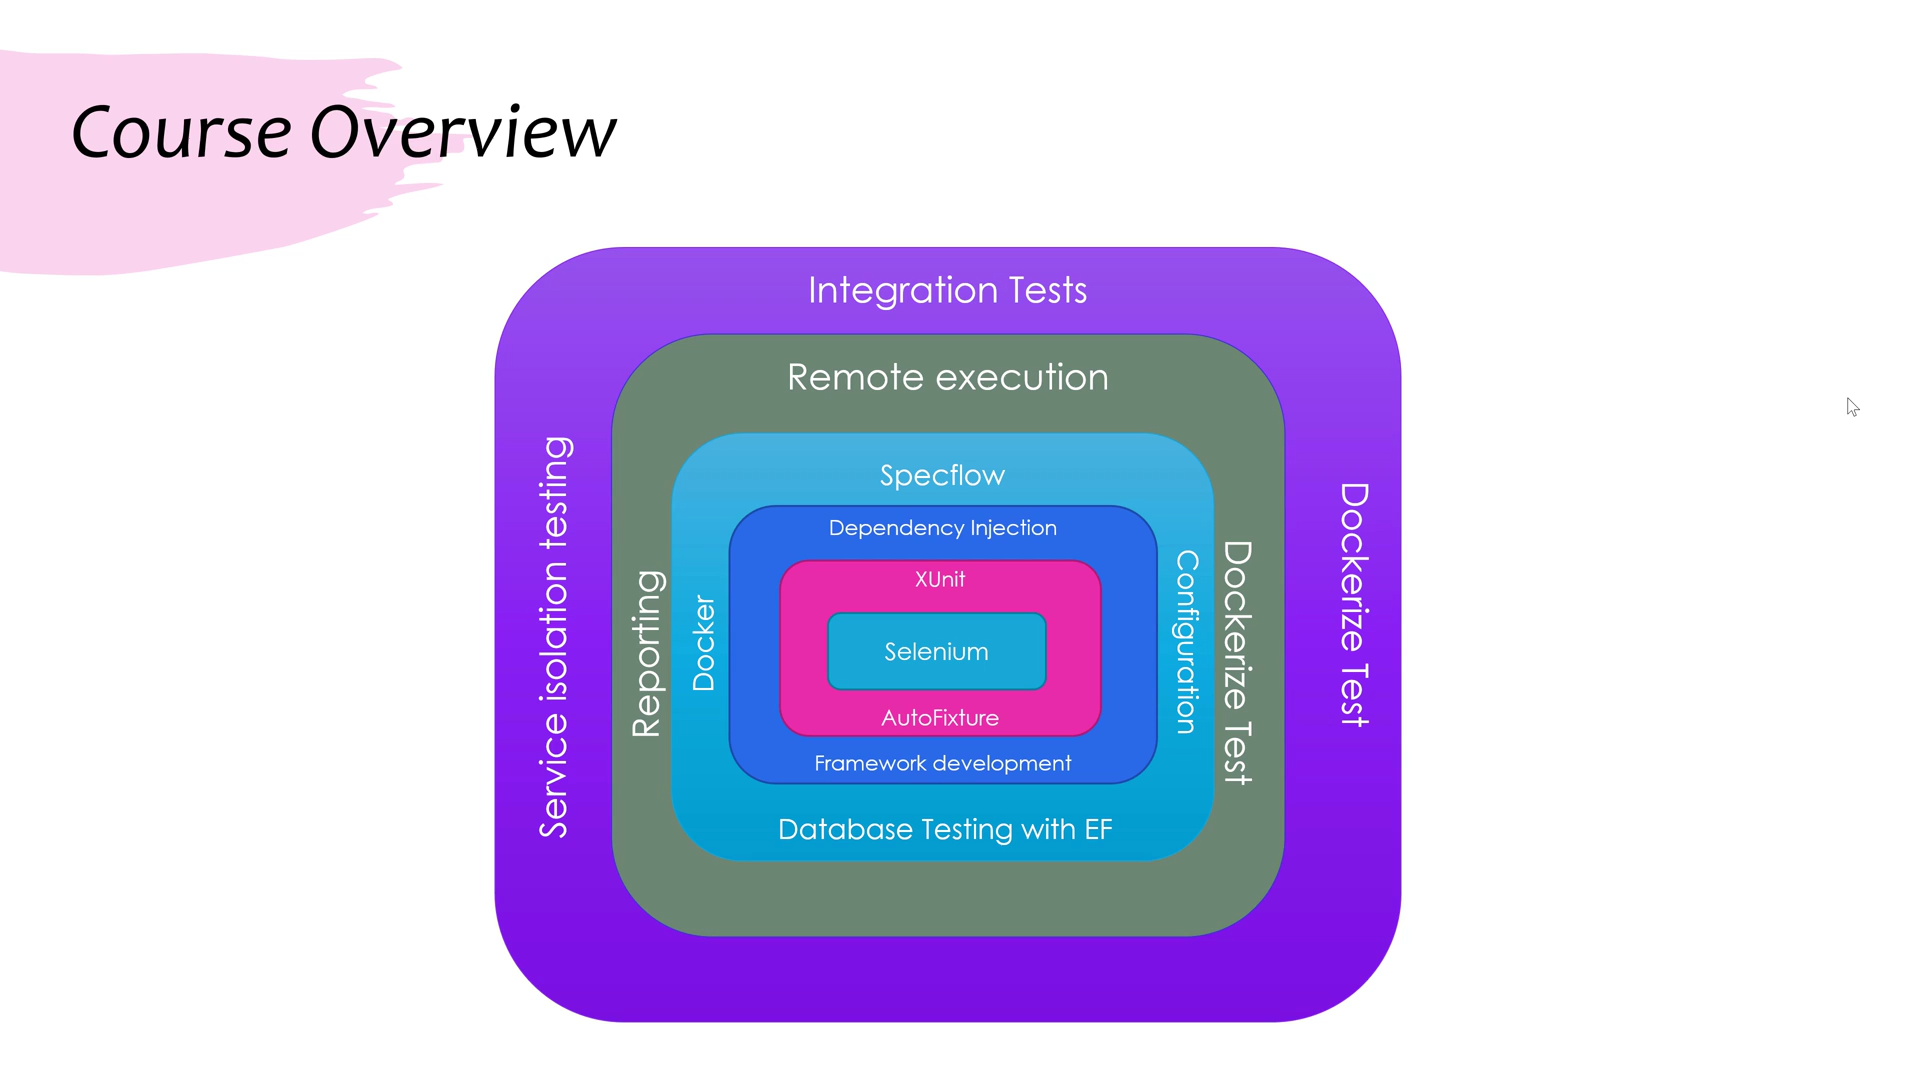 Course Overview
Integration Tests
Remote execution
Specflow
Dependency Injection
XUnit
Selenium
AutoFixture
Framework development
Database Testing with EF
Service isolation testing
Reporting
Docker
Configuration
Dockerize Test
Dockerize Test